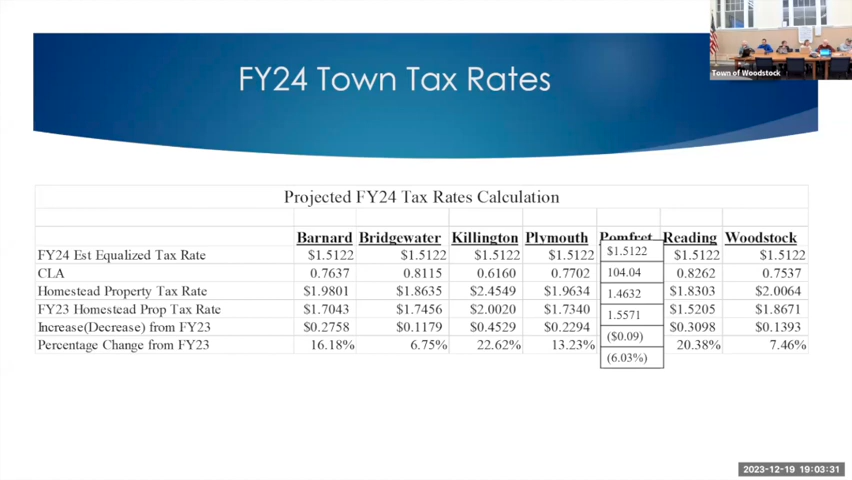 FY24 Town Tax Rates
Town of Woodstock
Projected FY24 Tax Rates Calculation
Barnard Bridgewater Killington Plymouth Pomfret Reading Woodstock
FY24 Est Equalized Tax Rate $1.5122 $1.5122 $1.5122 $1.5122 $1.5122 $1.5122 $1.5122
CLA 0.7637 0.8115 0.6160 0.7702 104.04 0.8262 0.7537
Homestead Property Tax Rate $1.9801 $1.8635 $2.4549 $1.9634 1.4632 $1.8303 $2.0064
FY23 Homestead Prop Tax Rate $1.7043 $1.7456 $2.0020 $1.7340 1.5571 $1.5205 $1.8671
Increase(Decrease) from FY23 $0.2758 $0.1179 $0.4529 $0.2294 ($0.09) $0.3098 $0.1393
Percentage Change from FY23 16.18% 6.75% 22.62% 13.23% (6.03%) 20.38% 7.46%
2023-12-19 19:03:31